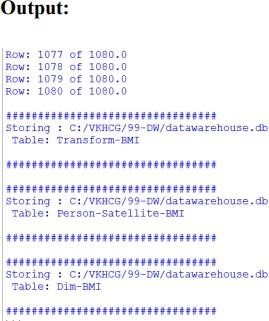 Output:
Row: 1077 of 1080.0
Row: 1078 of 1080.0
Row: 1079 of 1080.0
Row: 1080 of 1080.0
################################
Storing : C:/VKHCG/99-DW/datawarehouse.db
Table: Transform-BMI
################################
################################
Storing : C:/VKHCG/99-DW/datawarehouse.db
Table: Person-Satellite-BMI
################################
################################
Storing : C:/VKHCG/99-DW/datawarehouse.db
Table: Dim-BMI
################################